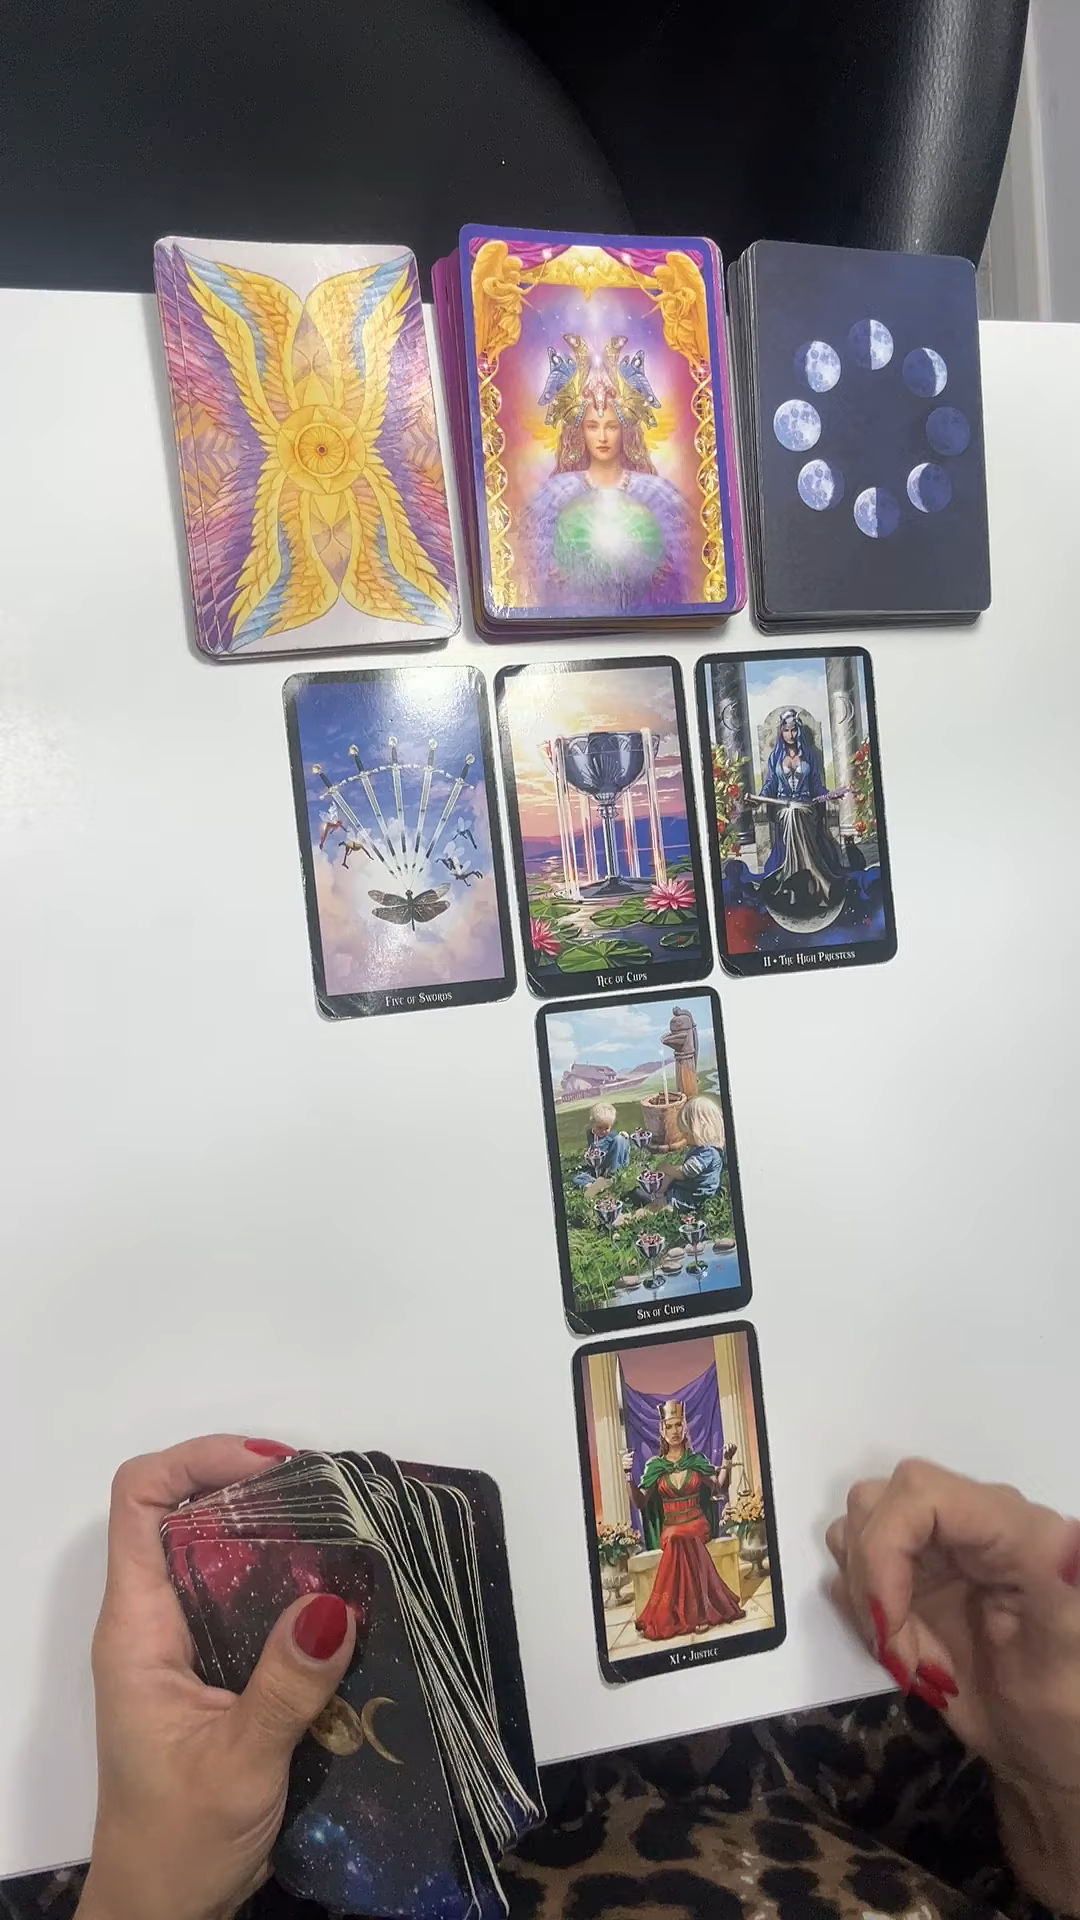 FIVE OF SWORDS
ACE OF CUPS
II • THE HIGH PRIESTESS
SIX OF CUPS
XI • JUSTICE